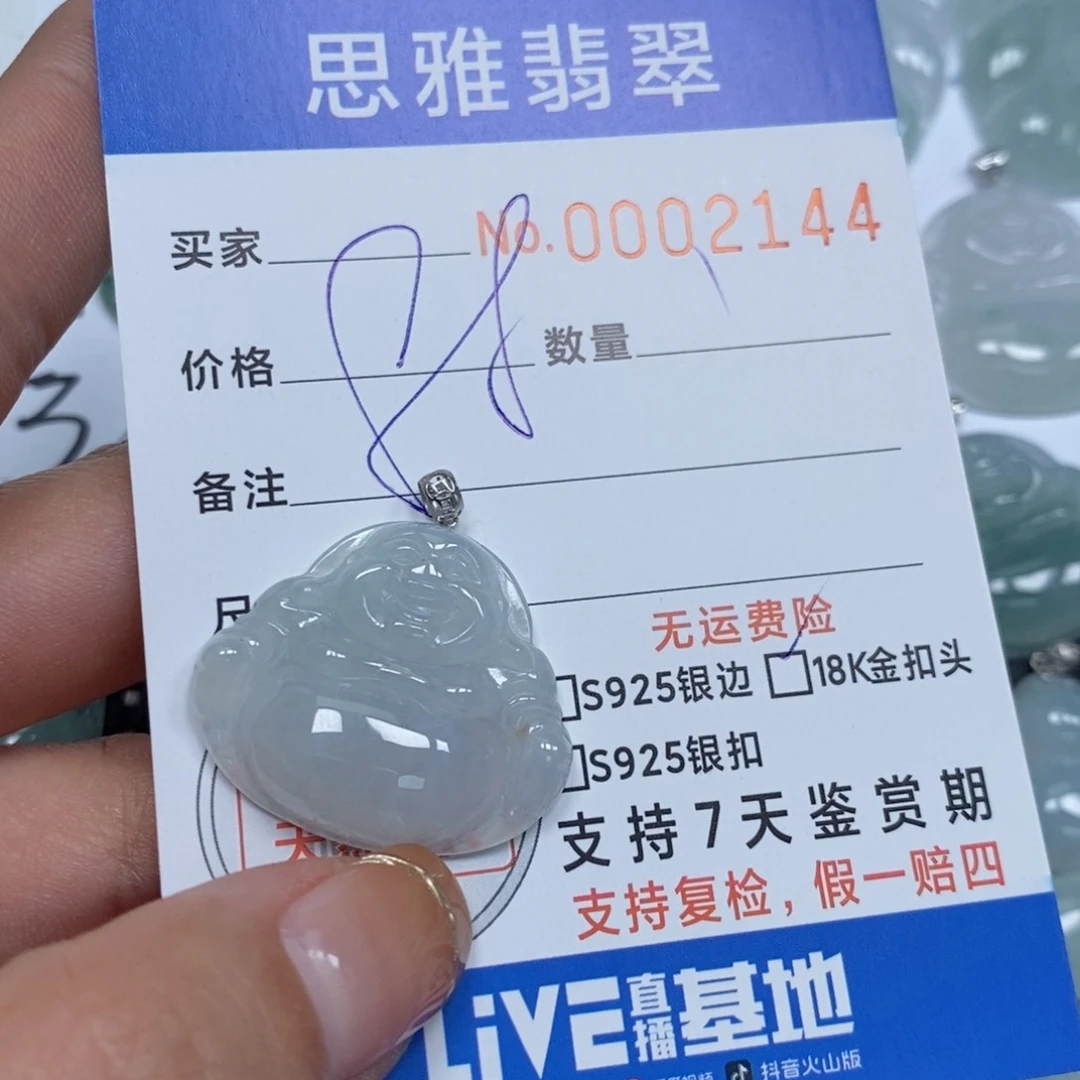 思雅翡翠
买家 No.0002144
价格 数量
备注
尺
无运费险
S925银边 18K金扣头
S925银扣
支持7天鉴赏期
支持复检，假一赔四
天
LiVE直播基地
抖音火山版
3